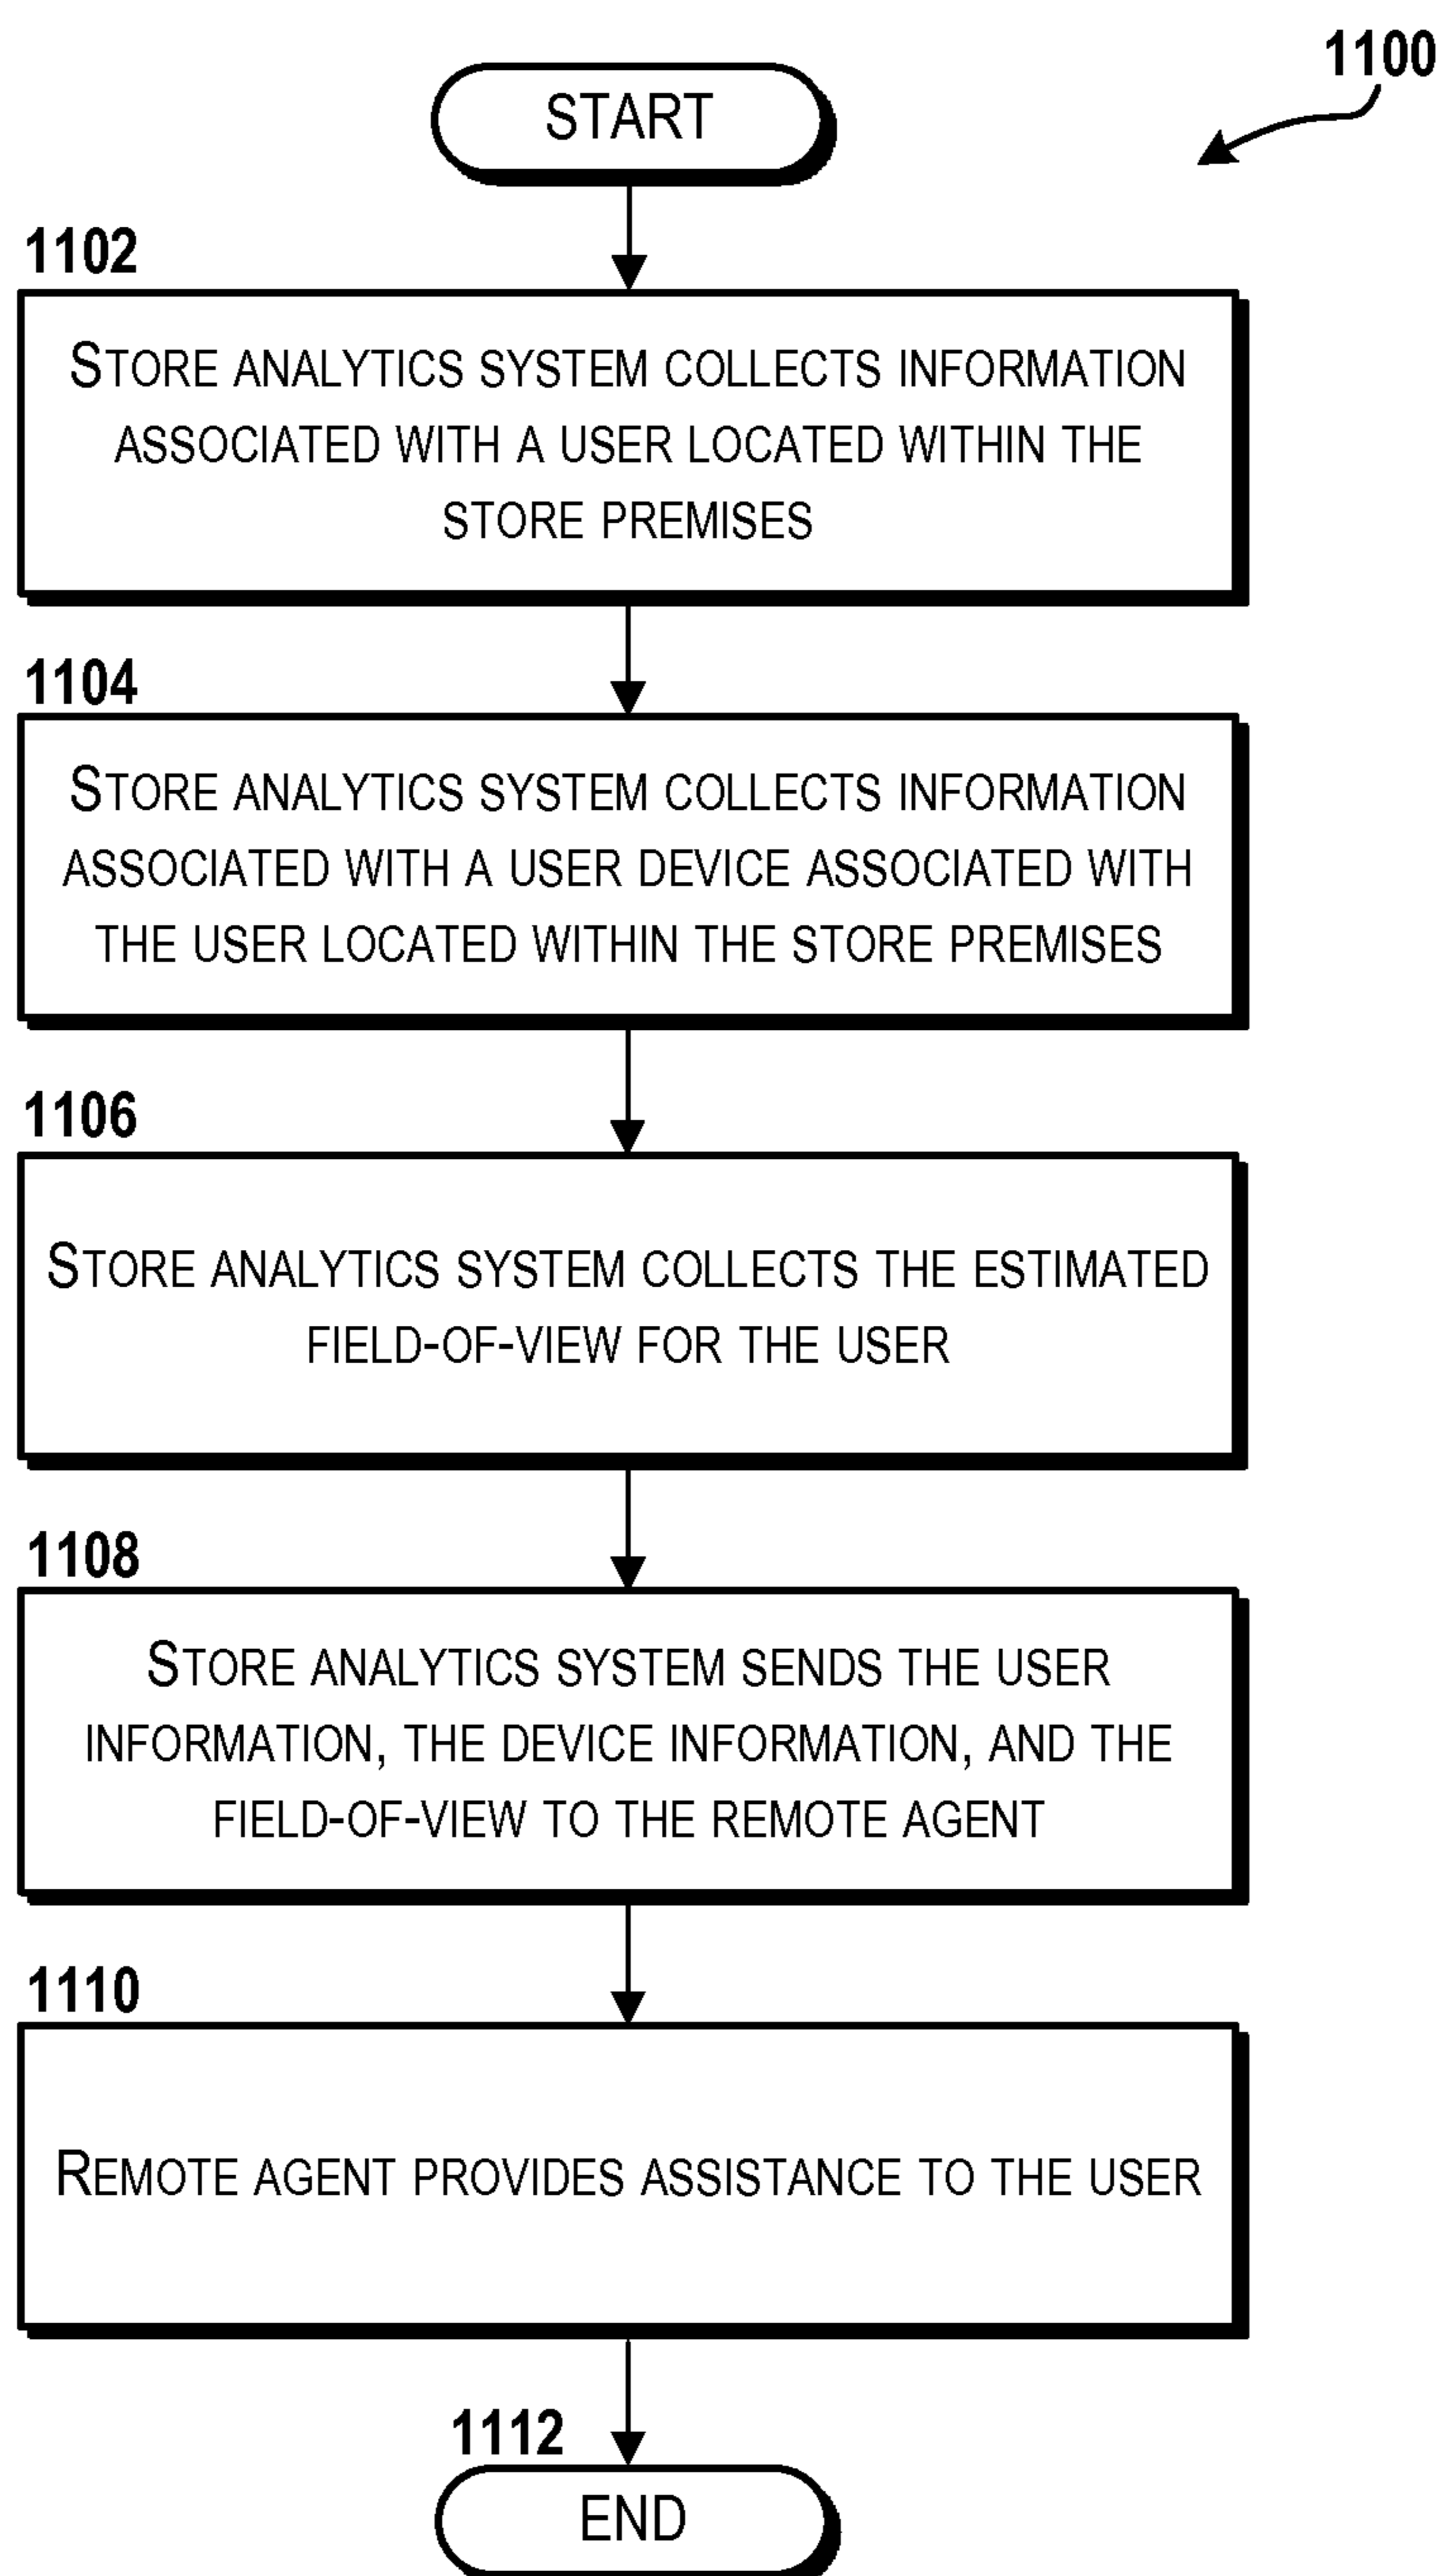 1100
START
1102
STORE ANALYTICS SYSTEM COLLECTS INFORMATION
ASSOCIATED WITH A USER LOCATED WITHIN THE
STORE PREMISES
1104
STORE ANALYTICS SYSTEM COLLECTS INFORMATION
ASSOCIATED WITH A USER DEVICE ASSOCIATED WITH
THE USER LOCATED WITHIN THE STORE PREMISES
1106
STORE ANALYTICS SYSTEM COLLECTS THE ESTIMATED
FIELD-OF-VIEW FOR THE USER
1108
STORE ANALYTICS SYSTEM SENDS THE USER
INFORMATION, THE DEVICE INFORMATION, AND THE
FIELD-OF-VIEW TO THE REMOTE AGENT
1110
REMOTE AGENT PROVIDES ASSISTANCE TO THE USER
1112
END